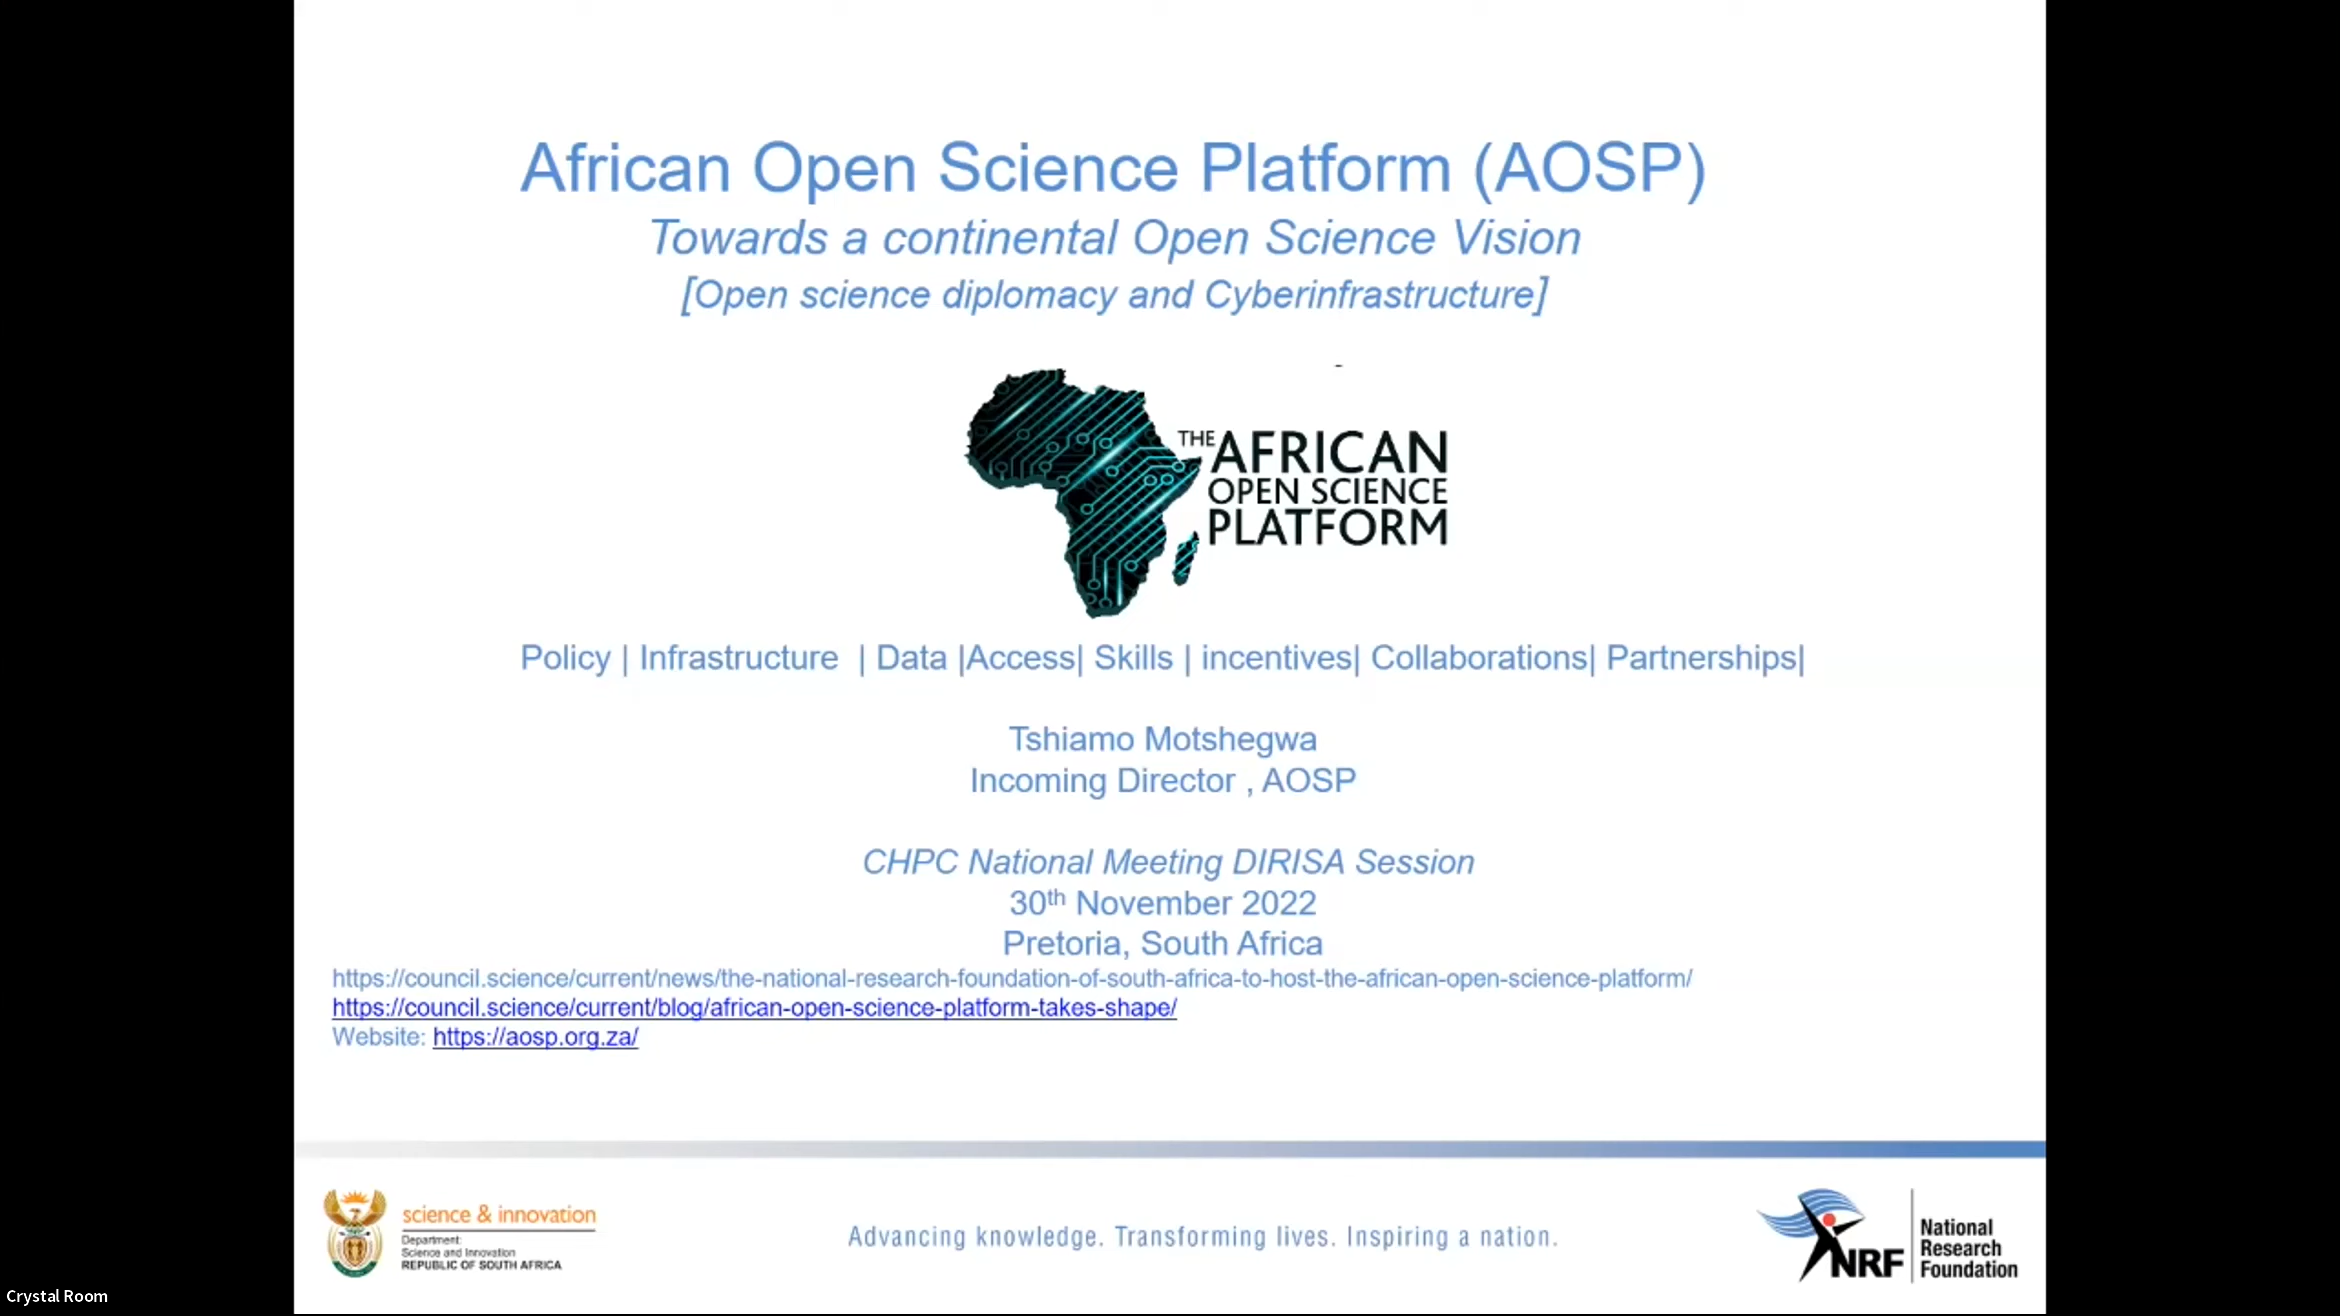 African Open Science Platform (AOSP)
Towards a continental Open Science Vision
[Open science diplomacy and Cyberinfrastructure]
THE AFRICAN
OPEN SCIENCE
PLATFORM
Policy | Infrastructure | Data |Access| Skills | incentives| Collaborations| Partnerships|
Tshiamo Motshegwa
Incoming Director , AOSP
CHPC National Meeting DIRISA Session
30th November 2022
Pretoria, South Africa
https://council.science/current/news/the-national-research-foundation-of-south-africa-to-host-the-african-open-science-platform/
https://council.science/current/blog/african-open-science-platform-takes-shape/
Website: https://aosp.org.za/
science & innovation
Department:
Science and Innovation
REPUBLIC OF SOUTH AFRICA
Advancing knowledge. Transforming lives. Inspiring a nation.
NRF
National
Research
Foundation
Crystal Room